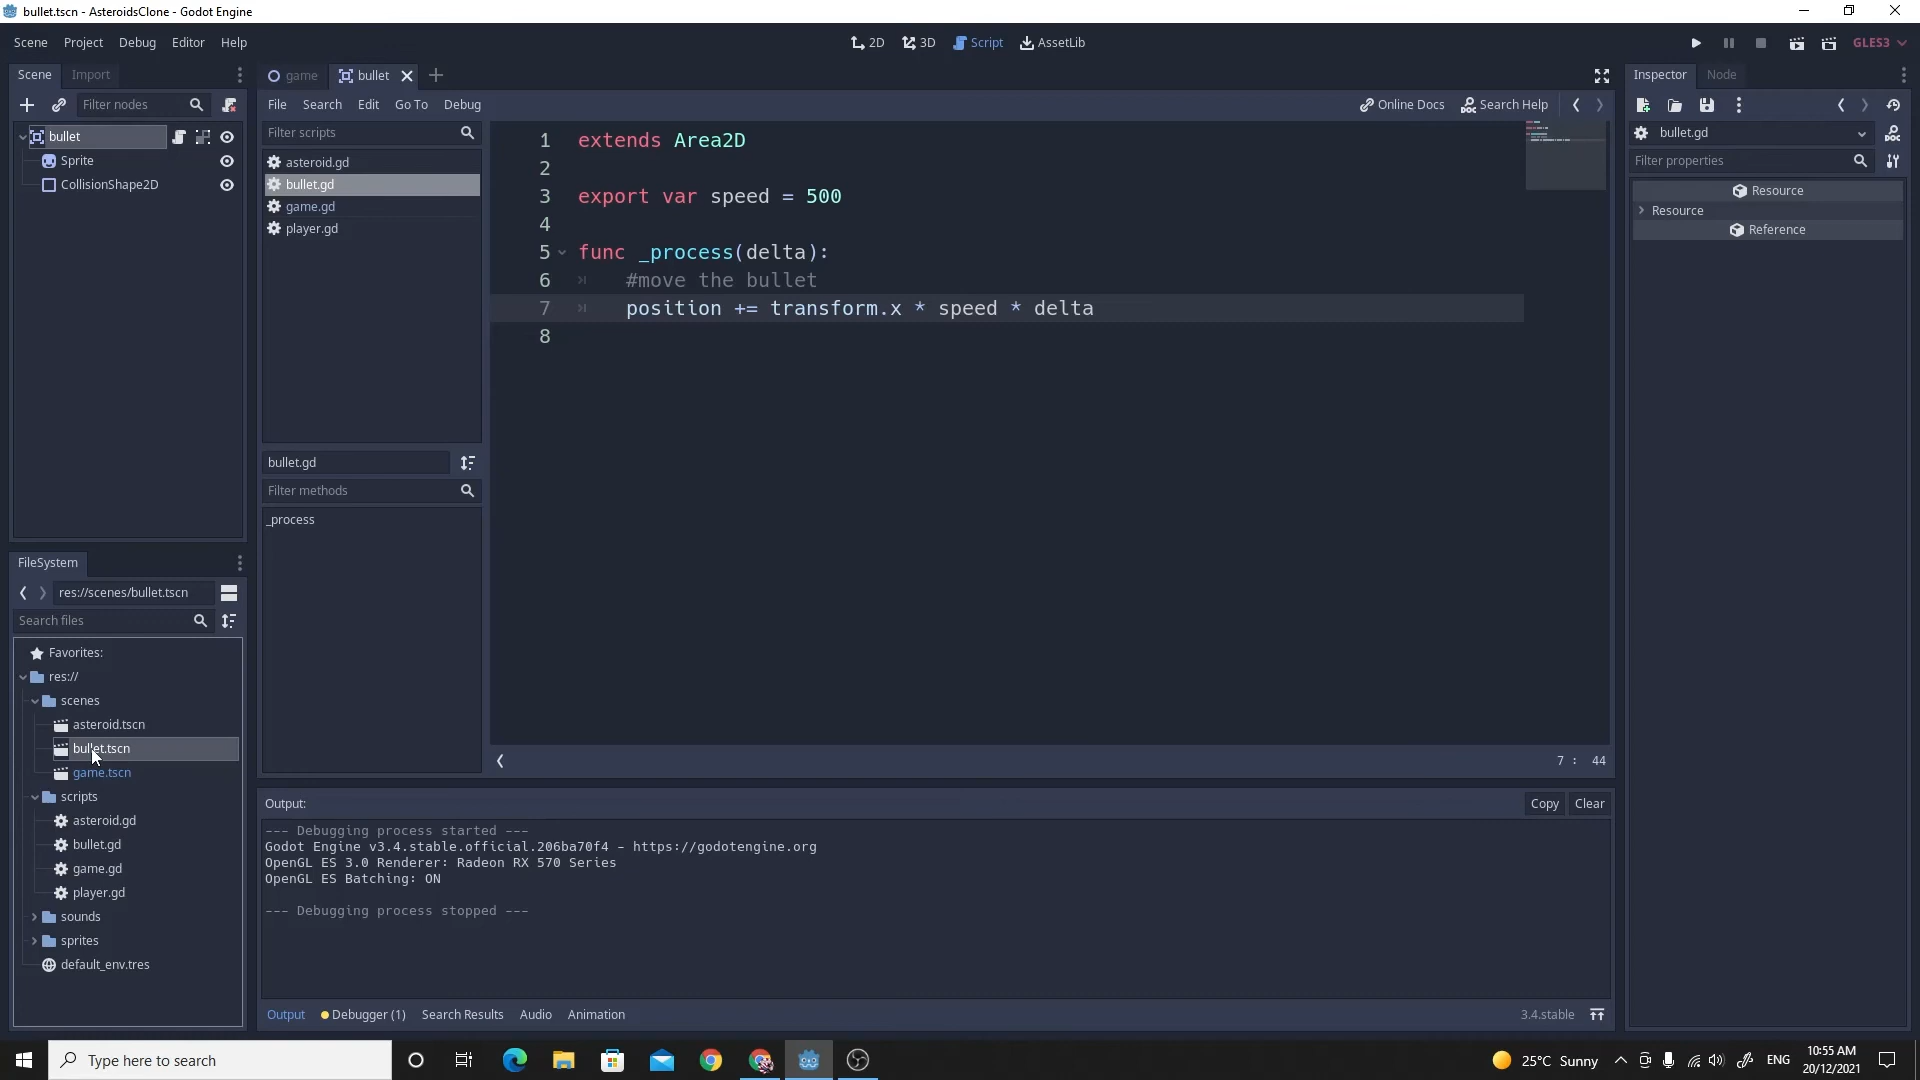 bullet.tscn - AsteroidsClone - Godot Engine
Scene Project Debug Editor Help
2D 3D Script AssetLib
GLES3
Scene Import
Filter nodes
bullet
Sprite
CollisionShape2D
FileSystem
res://scenes/bullet.tscn
Search files
Favorites:
res://
scenes
asteroid.tscn
bullet.tscn
game.tscn
scripts
asteroid.gd
bullet.gd
game.gd
player.gd
sounds
sprites
default_env.tres
game bullet
File Search Edit Go To Debug
Online Docs Search Help
Filter scripts
asteroid.gd
bullet.gd
game.gd
player.gd
bullet.gd
Filter methods
_process
1 extends Area2D
2
3 export var speed = 500
4
5 func _process(delta):
6 #move the bullet
7 position += transform.x * speed * delta
8
7 : 44
Output:
Copy Clear
--- Debugging process started ---
Godot Engine v3.4.stable.official.206ba70f4 - https://godotengine.org
OpenGL ES 3.0 Renderer: Radeon RX 570 Series
OpenGL ES Batching: ON
--- Debugging process stopped ---
Output Debugger (1) Search Results Audio Animation
3.4.stable
Inspector Node
bullet.gd
Filter properties
Resource
Resource
Reference
Type here to search
25°C Sunny
ENG
10:55 AM
20/12/2021